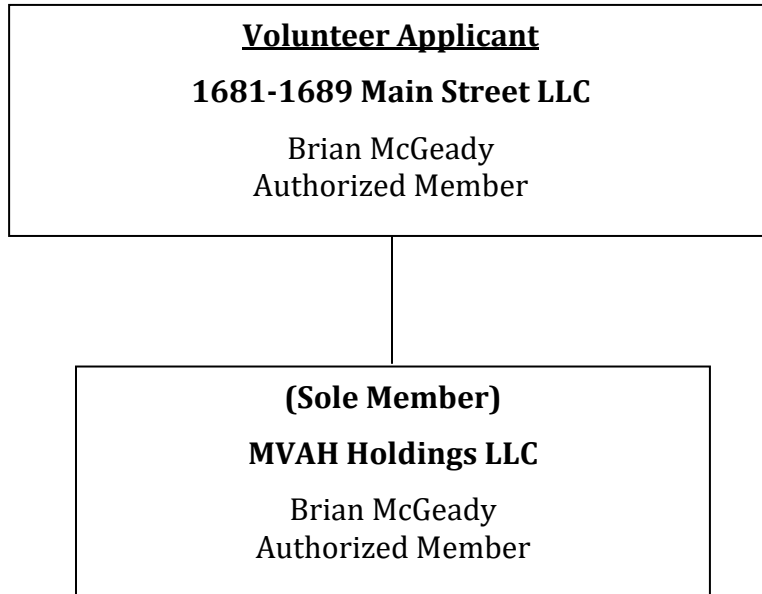 Volunteer Applicant
1681-1689 Main Street LLC
Brian McGeady
Authorized Member
(Sole Member)
MVAH Holdings LLC
Brian McGeady
Authorized Member